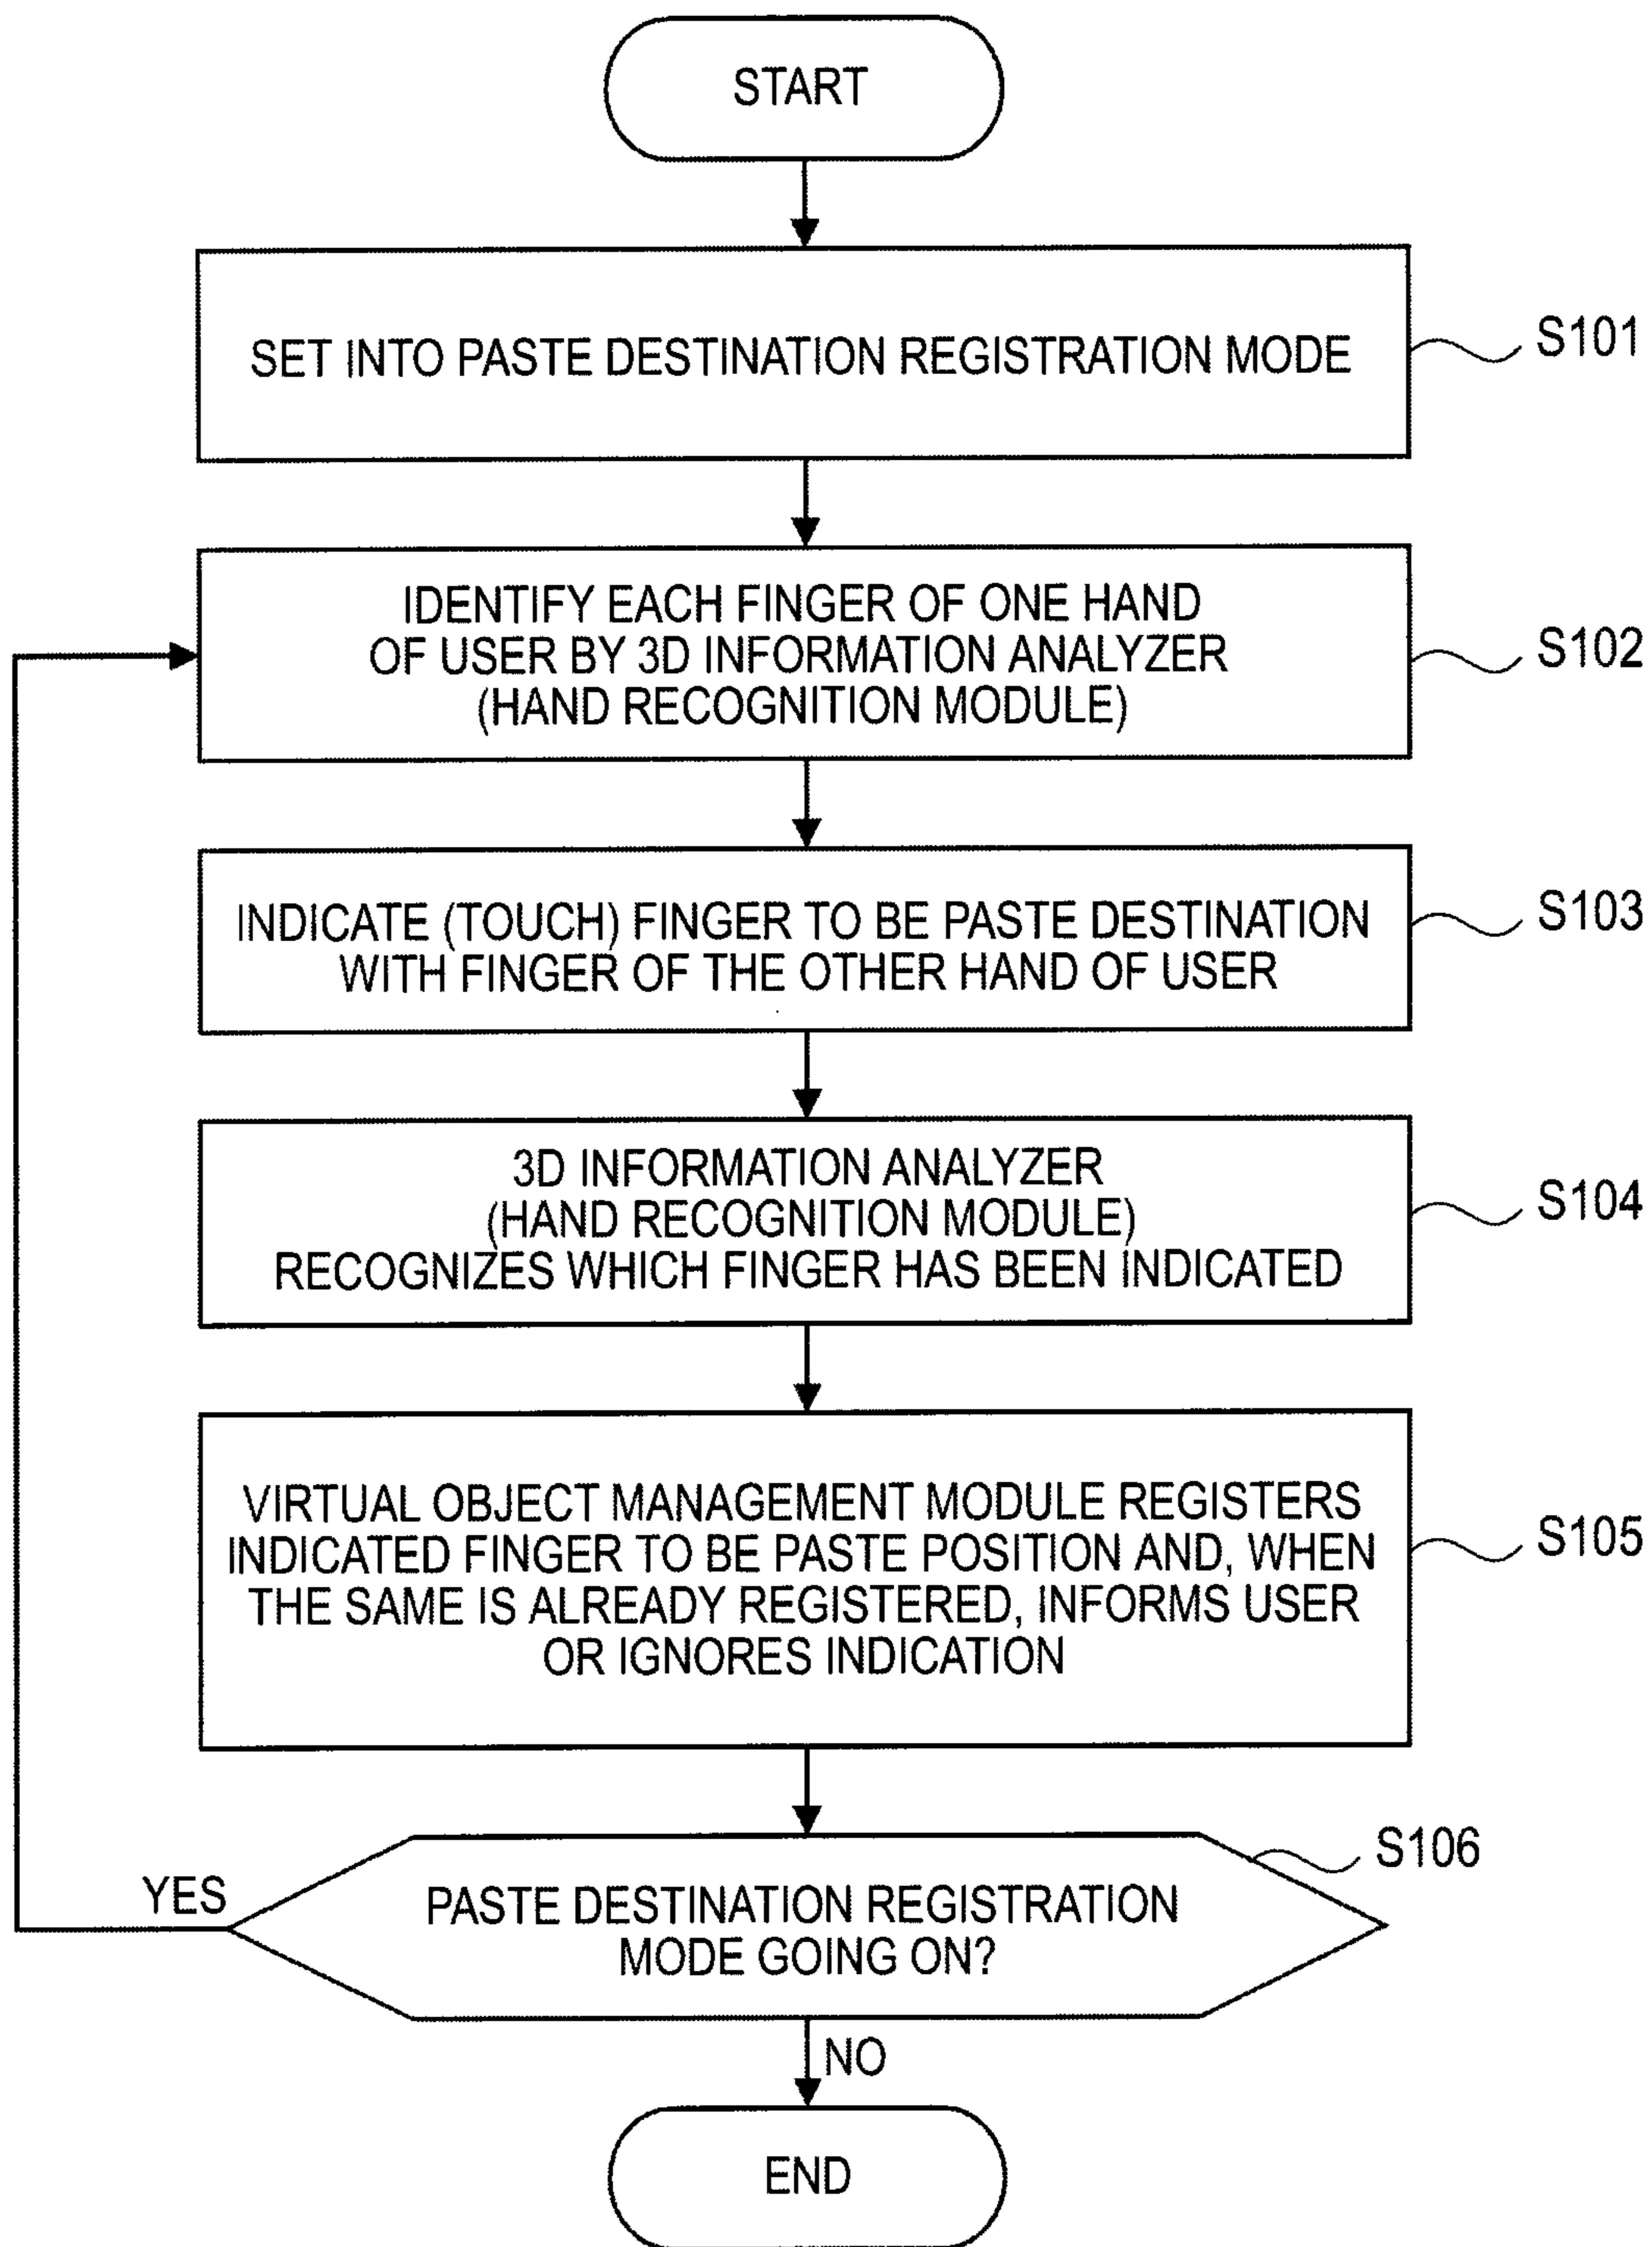 START
SET INTO PASTE DESTINATION REGISTRATION MODE
S101
IDENTIFY EACH FINGER OF ONE HAND
OF USER BY 3D INFORMATION ANALYZER
(HAND RECOGNITION MODULE)
S102
INDICATE (TOUCH) FINGER TO BE PASTE DESTINATION
WITH FINGER OF THE OTHER HAND OF USER
S103
3D INFORMATION ANALYZER
(HAND RECOGNITION MODULE)
RECOGNIZES WHICH FINGER HAS BEEN INDICATED
S104
VIRTUAL OBJECT MANAGEMENT MODULE REGISTERS
INDICATED FINGER TO BE PASTE POSITION AND, WHEN
THE SAME IS ALREADY REGISTERED, INFORMS USER
OR IGNORES INDICATION
S105
S106
YES
PASTE DESTINATION REGISTRATION
MODE GOING ON?
NO
END